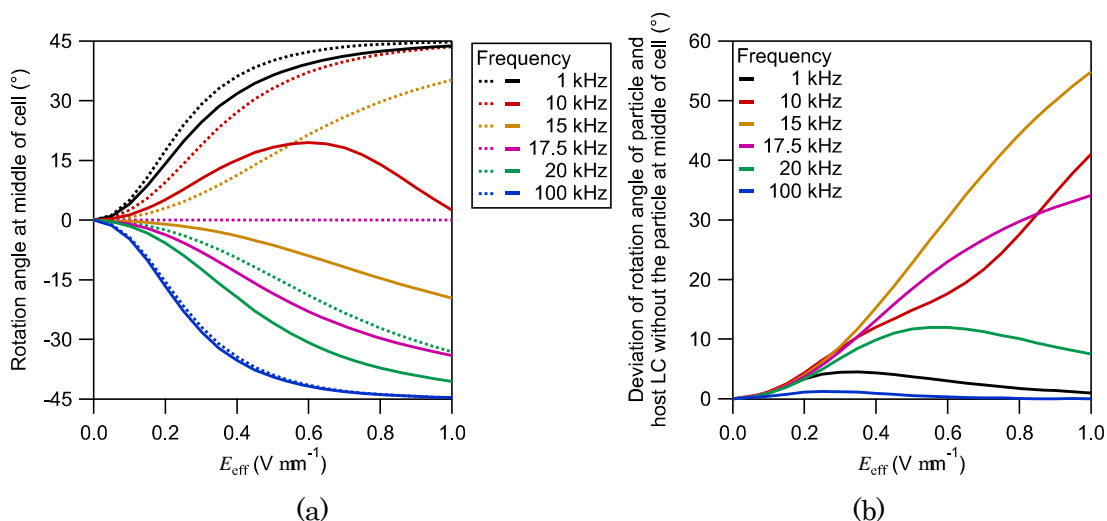 Rotation angle at middle of cell (°)
45
30
15
0
-15
-30
-45
0.0
0.2
0.4
0.6
0.8
1.0
Eeff (V mm⁻¹)
Frequency
1 kHz
10 kHz
15 kHz
17.5 kHz
20 kHz
100 kHz
(a)
Deviation of rotation angle of particle and
host LC without the particle at middle of cell (°)
60
50
40
30
20
10
0
0.0
0.2
0.4
0.6
0.8
1.0
Eeff (V mm⁻¹)
Frequency
1 kHz
10 kHz
15 kHz
17.5 kHz
20 kHz
100 kHz
(b)